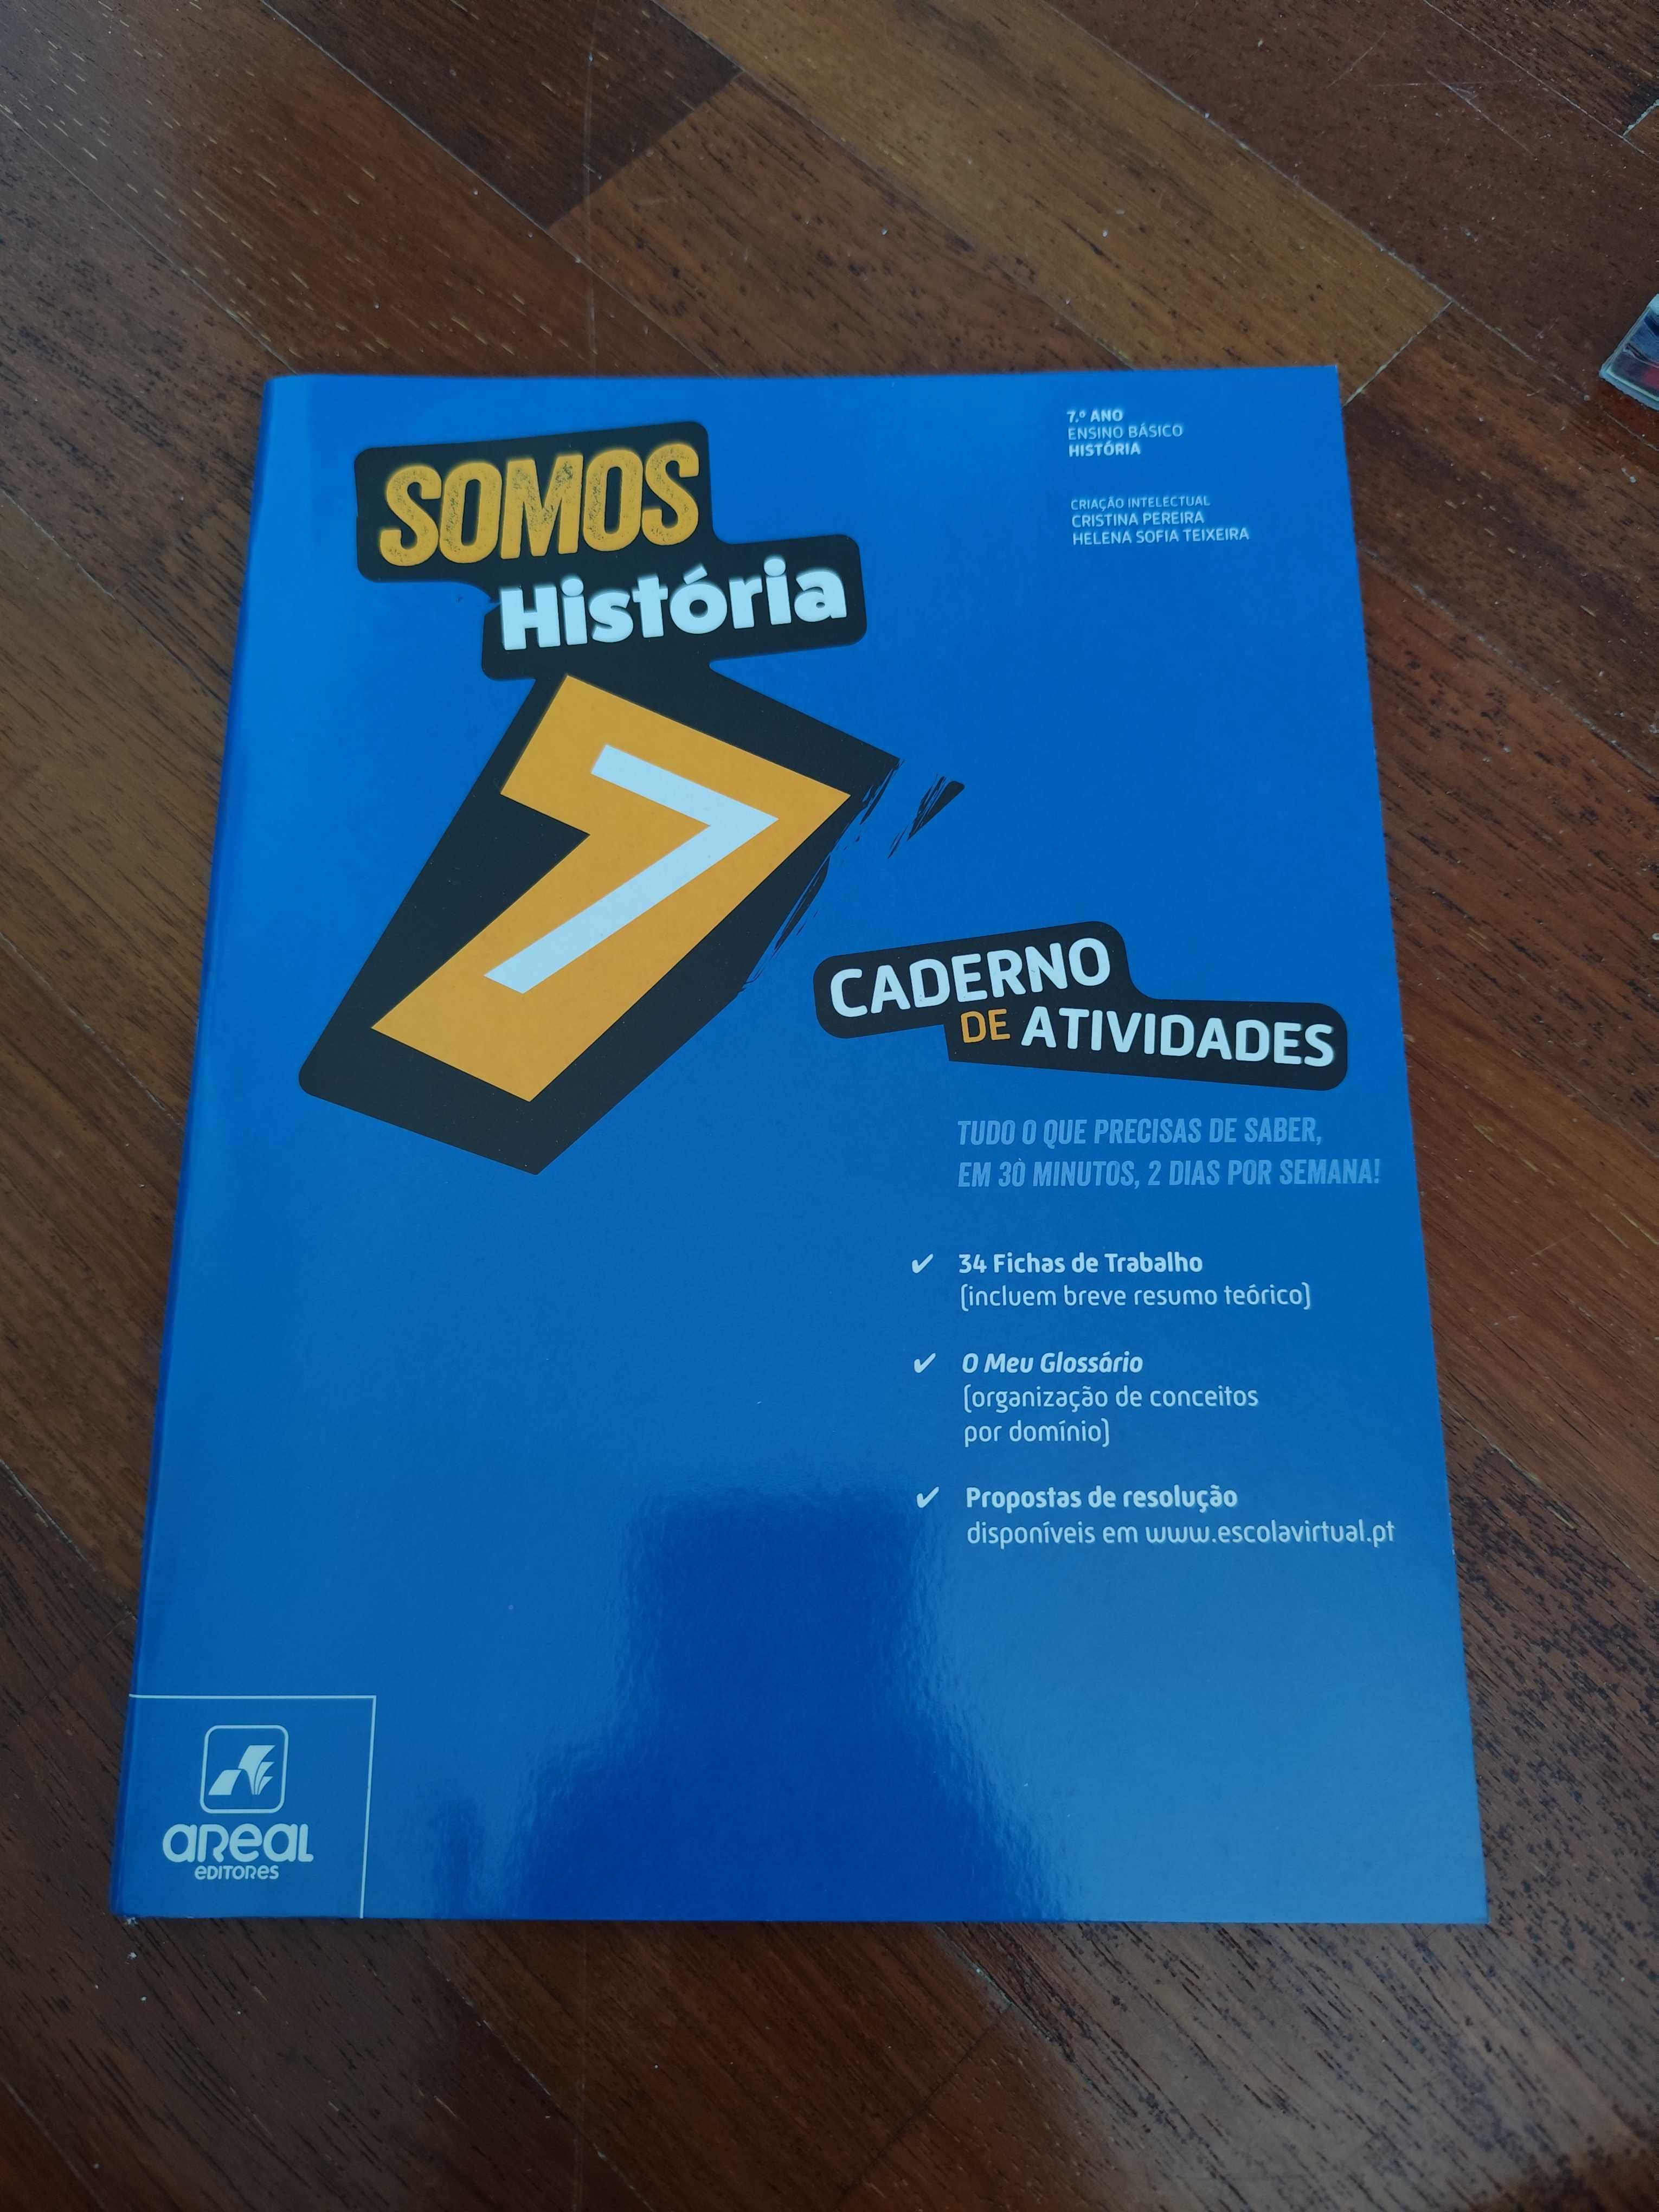 7.º ANO
ENSINO BÁSICO
HISTÓRIA
CRIAÇÃO INTELECTUAL
CRISTINA PEREIRA
HELENA SOFIA TEIXEIRA
SOMOS
História
7
CADERNO
DE ATIVIDADES
TUDO O QUE PRECISAS DE SABER,
EM 30 MINUTOS, 2 DIAS POR SEMANA!
✔ 34 Fichas de Trabalho
(incluem breve resumo teórico)
✔ O Meu Glossário
(organização de conceitos
por domínio)
✔ Propostas de resolução
disponíveis em www.escolavirtual.pt
areal
EDITORES